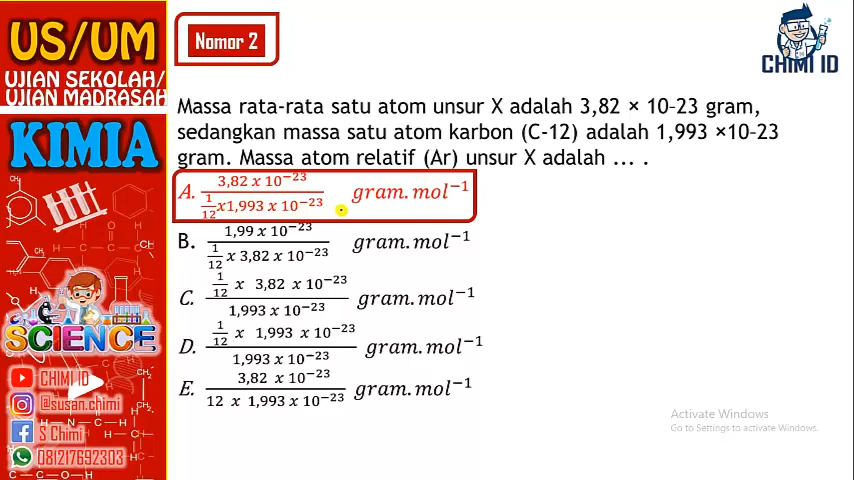 US/UM
UJIAN SEKOLAH/
UJIAN MADRASAH
KIMIA
SCIENCE
CHIMI ID
@susan.chimi
S Chimi
081217692303
Nomor 2
CHIMI ID
Massa rata-rata satu atom unsur X adalah 3,82 × 10-23 gram,
sedangkan massa satu atom karbon (C-12) adalah 1,993 ×10-23
gram. Massa atom relatif (Ar) unsur X adalah ... .
A. 3,82 x 10⁻²³ / 1/12 x1,993 x 10⁻²³ gram.mol⁻¹
B. 1,99 x 10⁻²³ / 1/12 x 3,82 x 10⁻²³ gram.mol⁻¹
C. 1/12 x 3,82 x 10⁻²³ / 1,993 x 10⁻²³ gram.mol⁻¹
D. 1/12 x 1,993 x 10⁻²³ / 1,993 x 10⁻²³ gram.mol⁻¹
E. 3,82 x 10⁻²³ / 12 x 1,993 x 10⁻²³ gram.mol⁻¹
Activate Windows
Go to Settings to activate Windows.